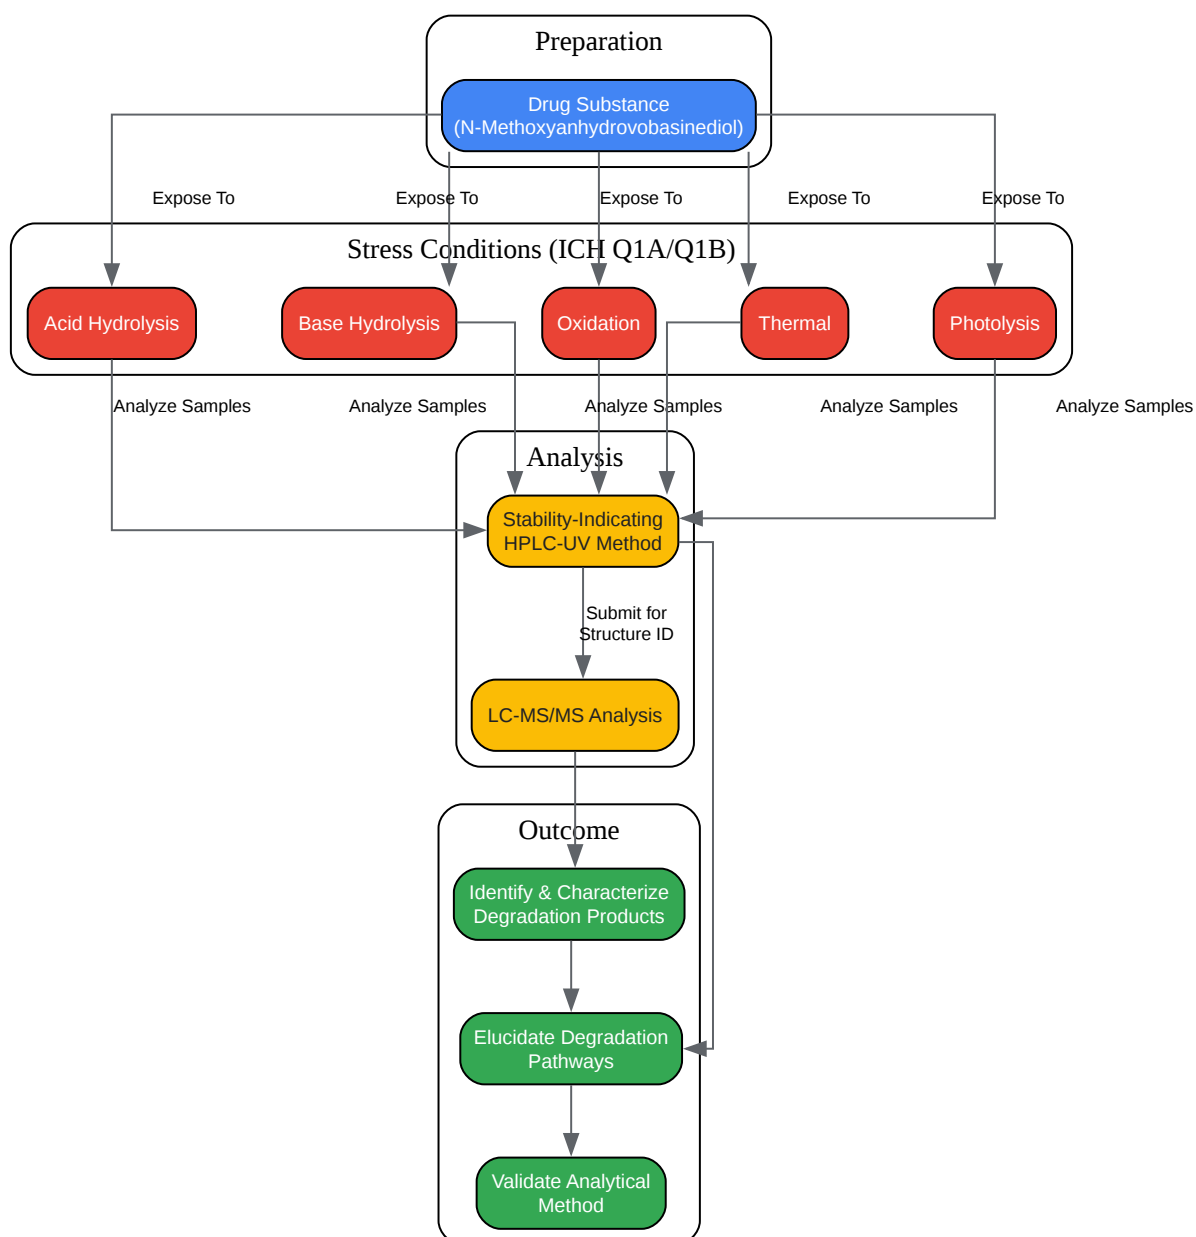 Preparation
Drug Substance
(N-Methoxyanhydrovobasinediol)
Expose To
Expose To
Expose To
Expose To
Expose To
Stress Conditions (ICH Q1A/Q1B)
Acid Hydrolysis
Base Hydrolysis
Oxidation
Thermal
Photolysis
Analyze Samples
Analyze Samples
Analyze Samples
Analyze Samples
Analyze Samples
Analysis
Stability-Indicating
HPLC-UV Method
Submit for
Structure ID
LC-MS/MS Analysis
Outcome
Identify & Characterize
Degradation Products
Elucidate Degradation
Pathways
Validate Analytical
Method